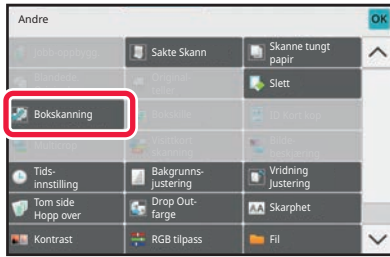 Andre
OK
Sakte Skann
Skanne tungt
papir
Slett
Bokskanning
Tids-
innstilling
Bakgrunns-
justering
Vridning
Justering
Tom side
Hopp over
Drop Out-
farge
AA Skarphet
Kontrast
RGB tilpass
Fil